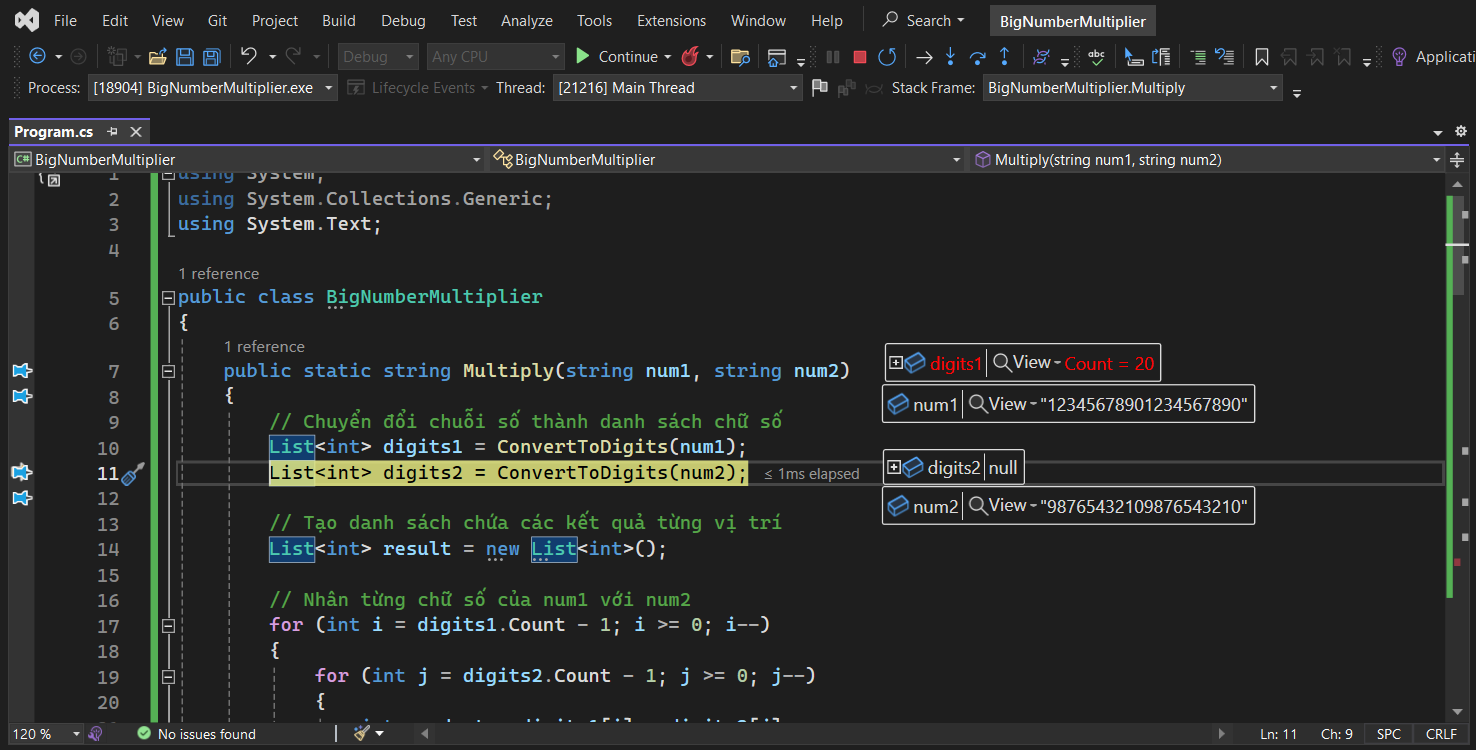 File Edit View Git Project Build Debug Test Analyze Tools Extensions Window Help Search BigNumberMultiplier
Debug Any CPU Continue Applicati
Process: [18904] BigNumberMultiplier.exe Lifecycle Events Thread: [21216] Main Thread Stack Frame: BigNumberMultiplier.Multiply
Program.cs
C# BigNumberMultiplier BigNumberMultiplier Multiply(string num1, string num2)
1 using System;
2 using System.Collections.Generic;
3 using System.Text;
4
1 reference
5 public class BigNumberMultiplier
6 {
1 reference
7 public static string Multiply(string num1, string num2) digits1 View Count = 20
8 { num1 View "12345678901234567890"
9 // Chuyển đổi chuỗi số thành danh sách chữ số
10 List<int> digits1 = ConvertToDigits(num1);
11 List<int> digits2 = ConvertToDigits(num2); ≤ 1ms elapsed digits2 null
12 num2 View "98765432109876543210"
13 // Tạo danh sách chứa các kết quả từng vị trí
14 List<int> result = new List<int>();
15
16 // Nhân từng chữ số của num1 với num2
17 for (int i = digits1.Count - 1; i >= 0; i--)
18 {
19 for (int j = digits2.Count - 1; j >= 0; j--)
20 {
120 % No issues found Ln: 11 Ch: 9 SPC CRLF